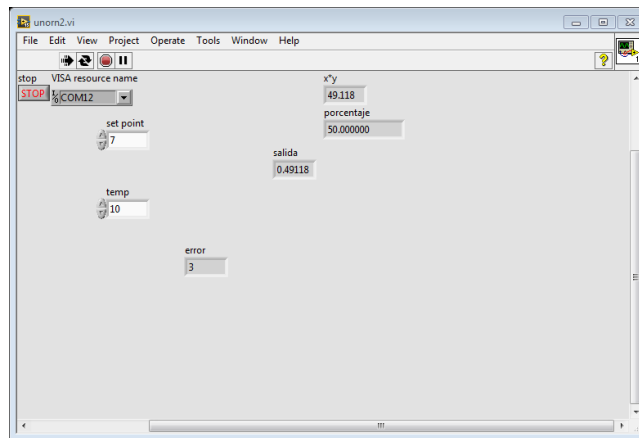 unorn2.vi
File Edit View Project Operate Tools Window Help
stop VISA resource name x*y
STOP COM12 49.118
porcentaje
set point 50.000000
7
salida
0.49118
temp
10
error
3